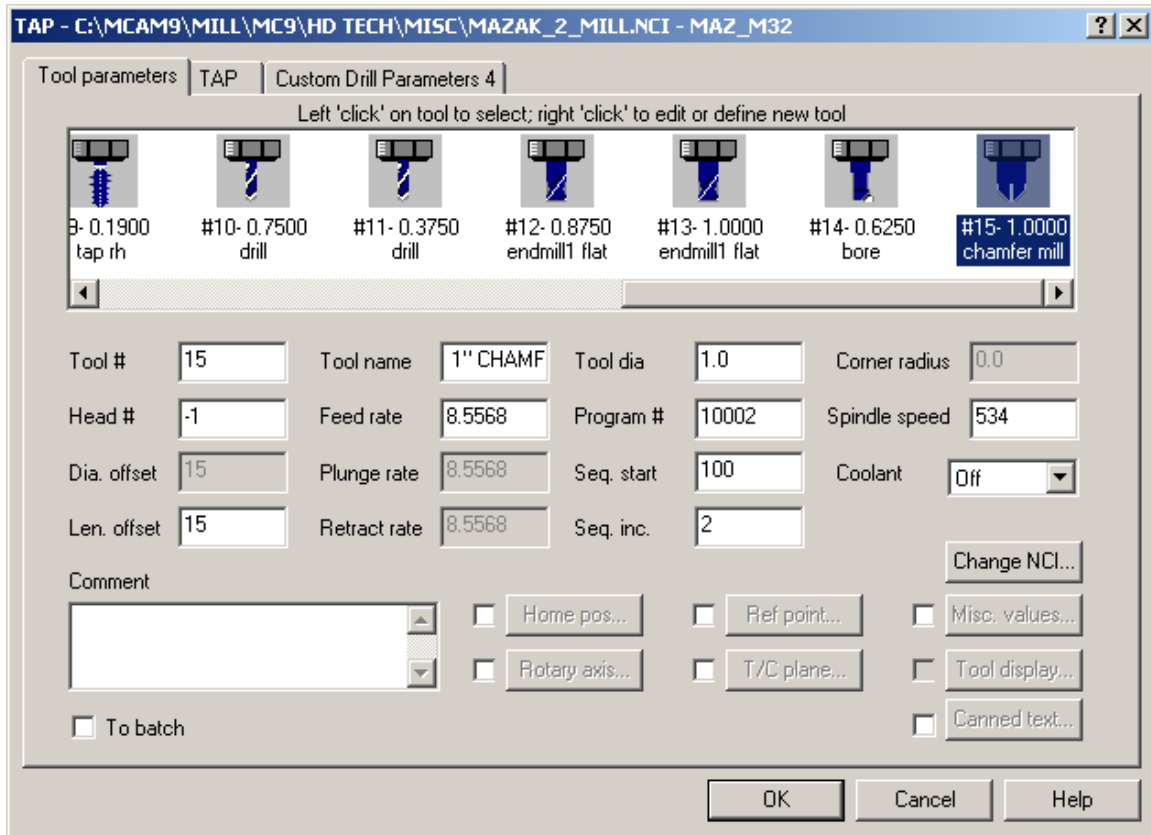 TAP - C:\MCAM9\MILL\MC9\HD TECH\MISC\MAZAK_2_MILL.NCI - MAZ_M32
Tool parameters TAP Custom Drill Parameters 4
Left 'click' on tool to select; right 'click' to edit or define new tool
9- 0.1900 #10- 0.7500 #11- 0.3750 #12- 0.8750 #13- 1.0000 #14- 0.6250 #15- 1.0000
tap rh drill drill endmill1 flat endmill1 flat bore chamfer mill
Tool # 15 Tool name 1" CHAMF Tool dia 1.0 Corner radius 0.0
Head # -1 Feed rate 8.5568 Program # 10002 Spindle speed 534
Dia. offset 15 Plunge rate 8.5568 Seq. start 100 Coolant Off
Len. offset 15 Retract rate 8.5568 Seq. inc. 2
Change NCI...
Comment
Home pos... Ref point... Misc. values...
Rotary axis... T/C plane... Tool display...
To batch Canned text...
OK Cancel Help